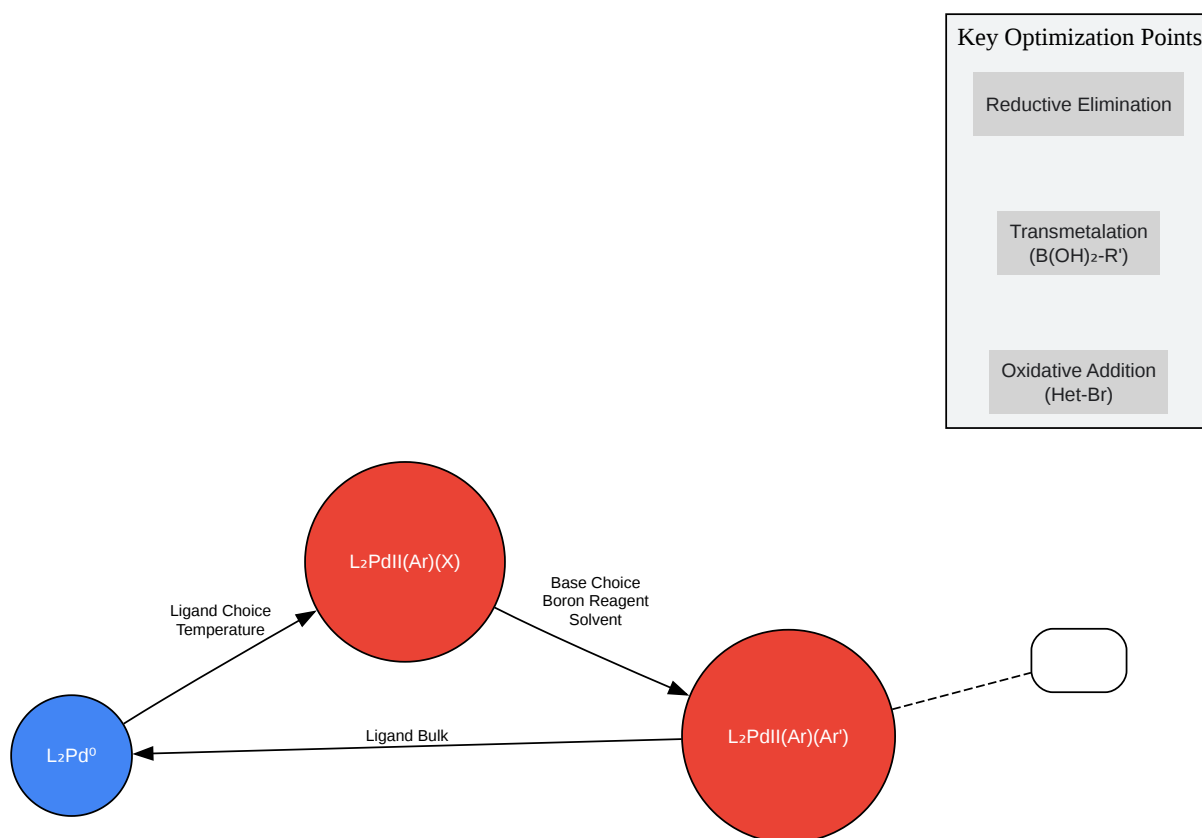 Key Optimization Points
Reductive Elimination
Transmetalation
(B(OH)₂-R')
Oxidative Addition
(Het-Br)
L₂PdII(Ar)(X)
Base Choice
Boron Reagent
Solvent
Ligand Choice
Temperature
L₂PdII(Ar)(Ar')
Ligand Bulk
L₂Pd⁰